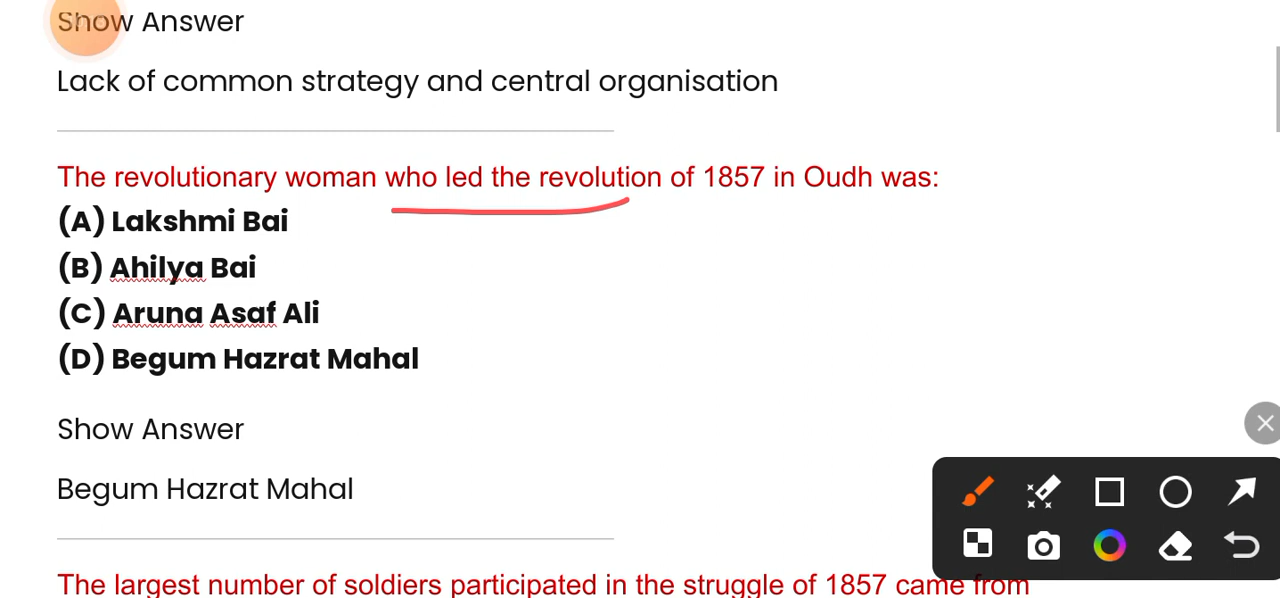 Show Answer
Lack of common strategy and central organisation
The revolutionary woman who led the revolution of 1857 in Oudh was:
(A) Lakshmi Bai
(B) Ahilya Bai
(C) Aruna Asaf Ali
(D) Begum Hazrat Mahal
Show Answer
Begum Hazrat Mahal
The largest number of soldiers participated in the struggle of 1857 came from